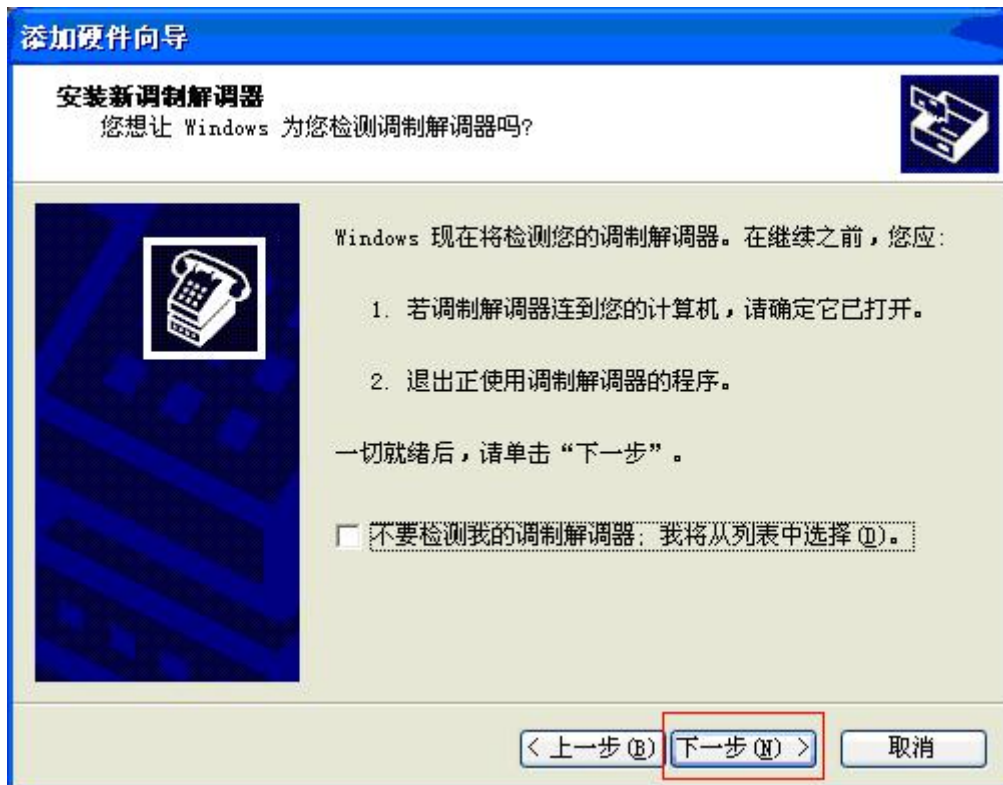 添加硬件向导
安装新调制解调器
您想让 Windows 为您检测调制解调器吗?
Windows 现在将检测您的调制解调器。在继续之前，您应:
1. 若调制解调器连到您的计算机，请确定它已打开。
2. 退出正使用调制解调器的程序。
一切就绪后，请单击“下一步”。
不要检测我的调制解调器; 我将从列表中选择(D)。
< 上一步(B) 下一步(N) > 取消